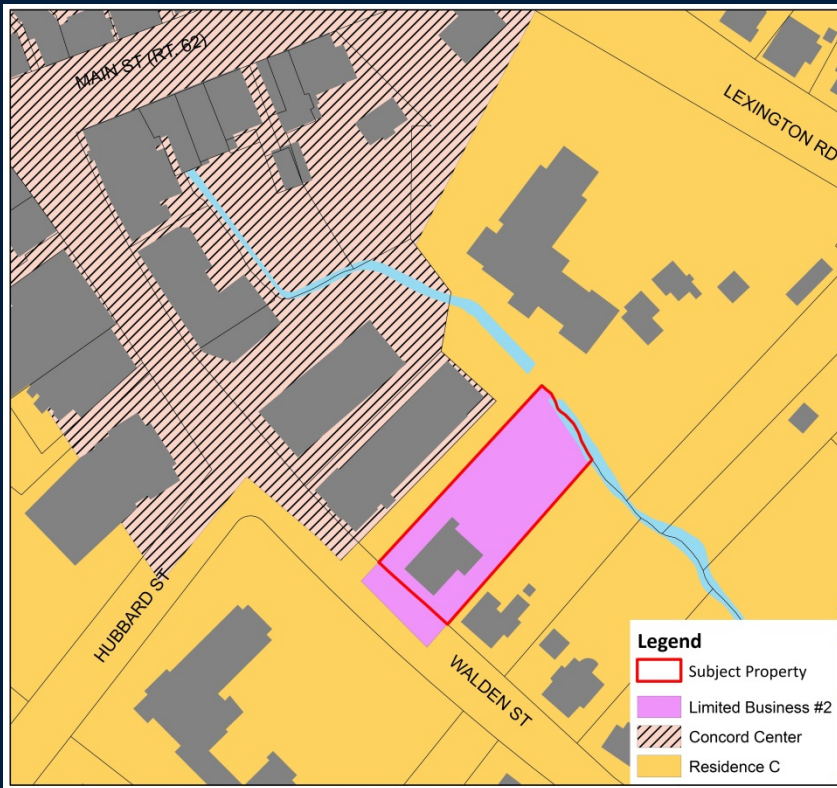 MAIN ST (RT. 62)
LEXINGTON RD
HUBBARD ST
WALDEN ST
Legend
Subject Property
Limited Business #2
Concord Center
Residence C